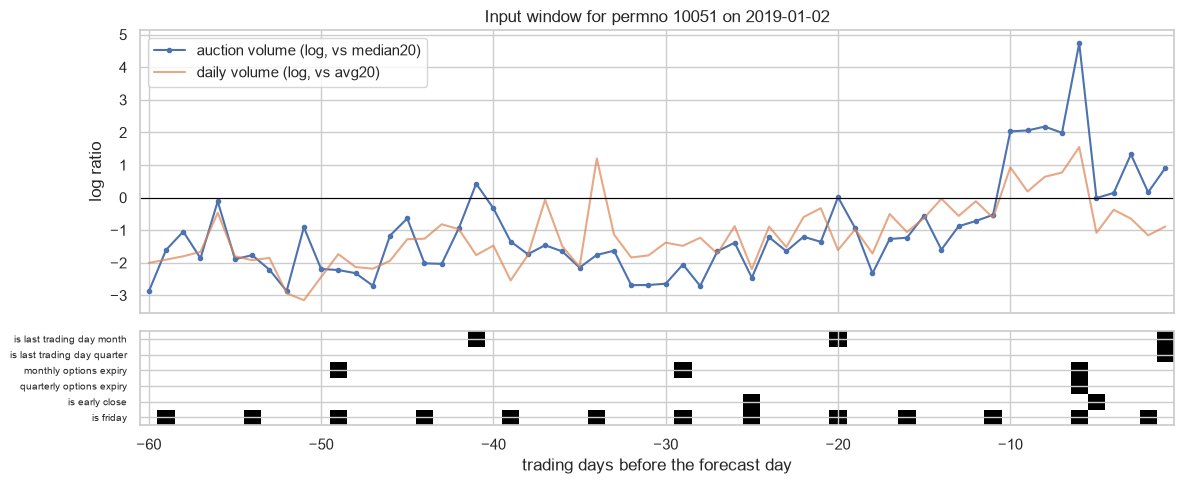 Input window for permno 10051 on 2019-01-02
auction volume (log, vs median20)
daily volume (log, vs avg20)
log ratio
5
4
3
2
1
0
−1
−2
−3
is last trading day month
is last trading day quarter
monthly options expiry
quarterly options expiry
is early close
is friday
−60
−50
−40
−30
−20
−10
trading days before the forecast day